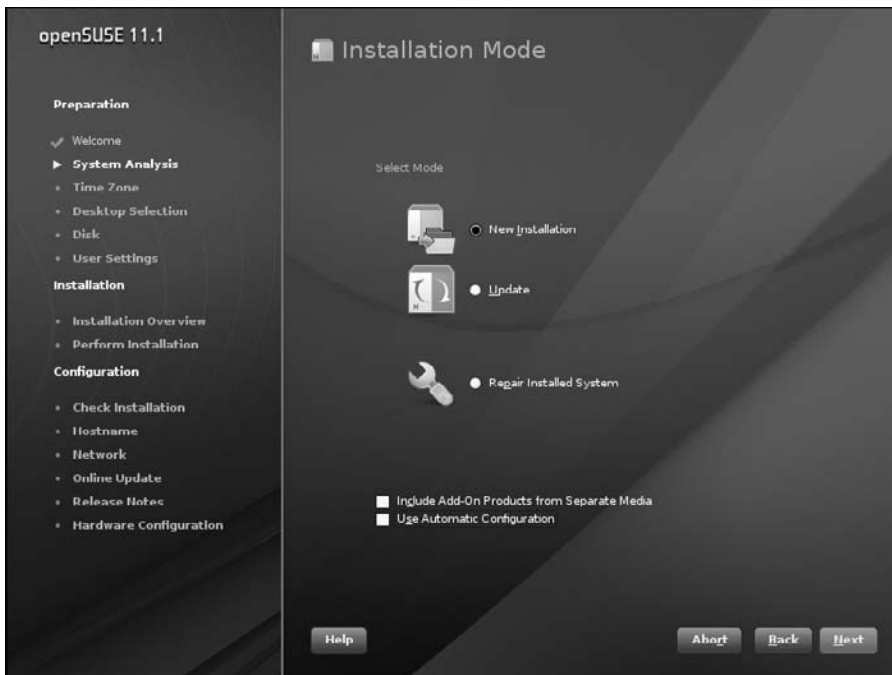 openSUSE 11.1
Preparation
Welcome
System Analysis
Time Zone
Desktop Selection
Disk
User Settings
Installation
Installation Overview
Perform Installation
Configuration
Check Installation
Hostname
Network
Online Update
Release Notes
Hardware Configuration
Installation Mode
Select Mode
New Installation
Update
Repair Installed System
Include Add-On Products from Separate Media
Use Automatic Configuration
Help
Abort
Back
Next